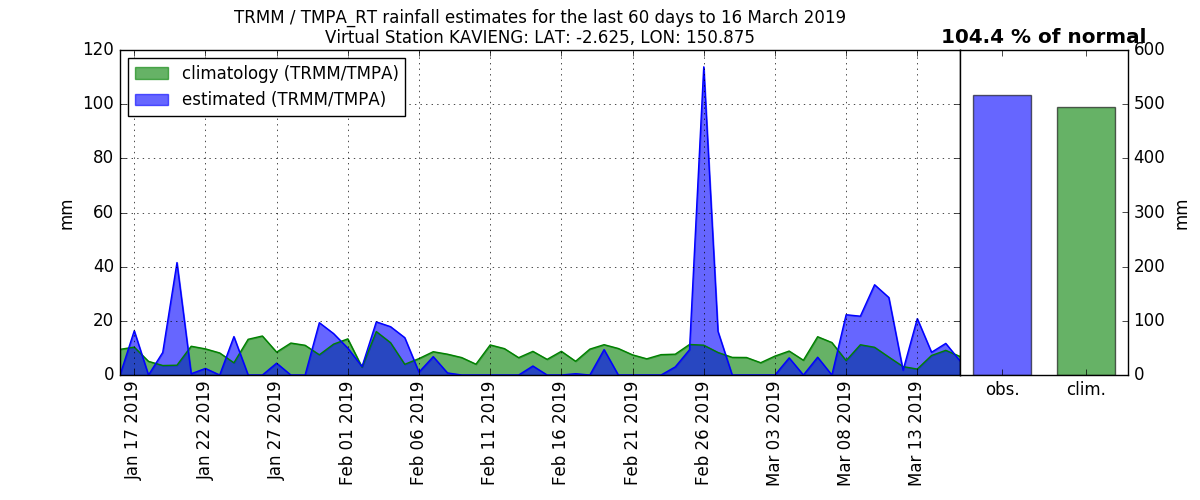 TRMM / TMPA_RT rainfall estimates for the last 60 days to 16 March 2019
Virtual Station KAVIENG: LAT: -2.625, LON: 150.875
104.4 % of normal
climatology (TRMM/TMPA)
estimated (TRMM/TMPA)
mm
120
100
80
60
40
20
0
Jan 17 2019
Jan 22 2019
Jan 27 2019
Feb 01 2019
Feb 06 2019
Feb 11 2019
Feb 16 2019
Feb 21 2019
Feb 26 2019
Mar 03 2019
Mar 08 2019
Mar 13 2019
obs.
clim.
600
500
400
300
200
100
0
mm